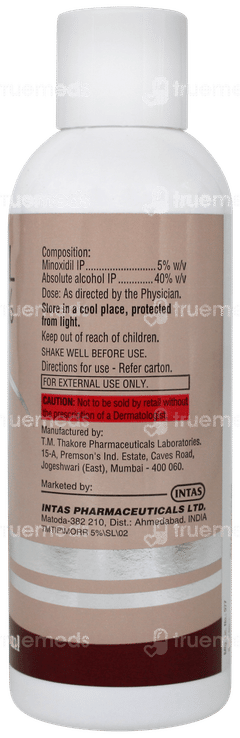 Composition:
Minoxidil IP..........................5% w/v
Absolute alcohol IP .............40% v/v
Dose: As directed by the Physician.
Store in a cool place, protected
from light.
Keep out of reach of children.
SHAKE WELL BEFORE USE.
Directions for use - Refer carton.
FOR EXTERNAL USE ONLY.
CAUTION: Not to be sold by retail without
the prescription of a Dermatologist.
Manufactured by:
T.M. Thakore Pharmaceuticals Laboratories.
15-A, Premson's Ind. Estate, Caves Road,
Jogeshwari (East), Mumbai - 400 060.
Marketed by:
INTAS
INTAS PHARMACEUTICALS LTD.
Matoda-382 210, Dist.: Ahmedabad, INDIA
truemeds